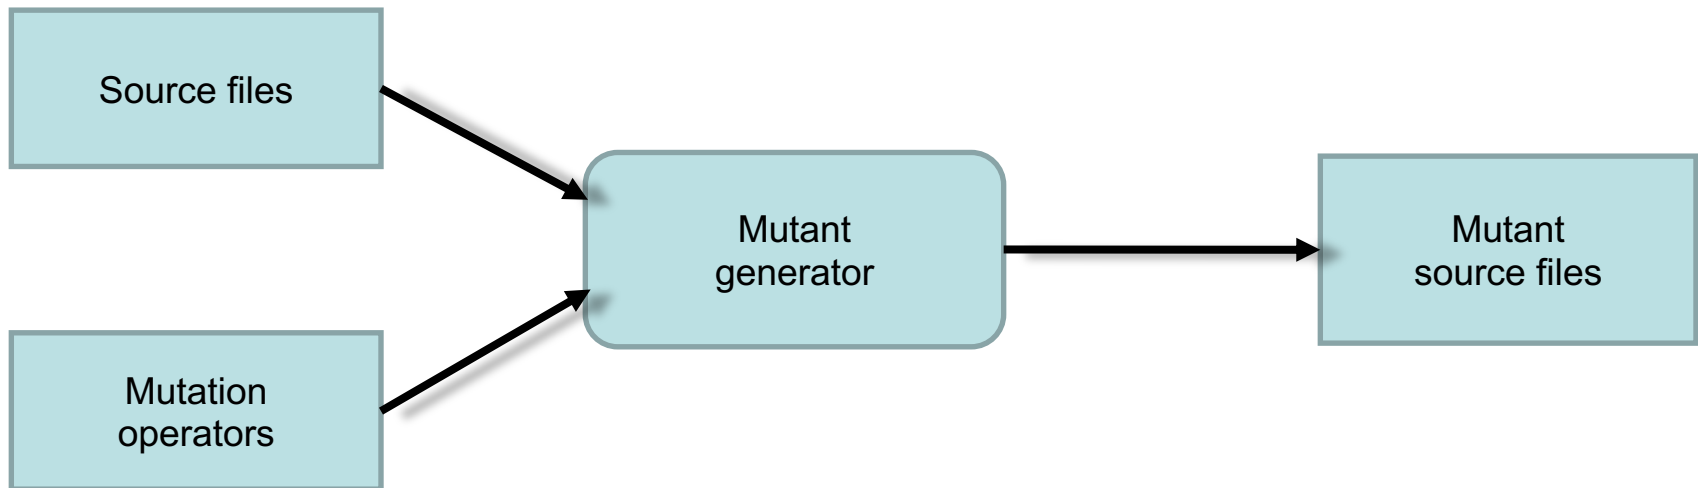 Source files
Mutant
generator
Mutant
source files
Mutation
operators